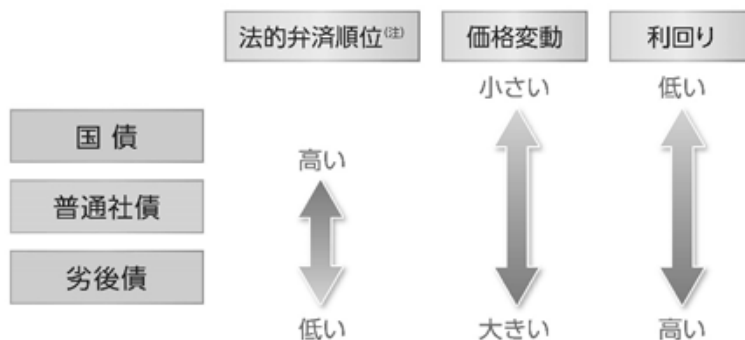 法的弁済順位(注) 価格変動 利回り
小さい 低い
国債
高い
普通社債
劣後債
低い 大きい 高い